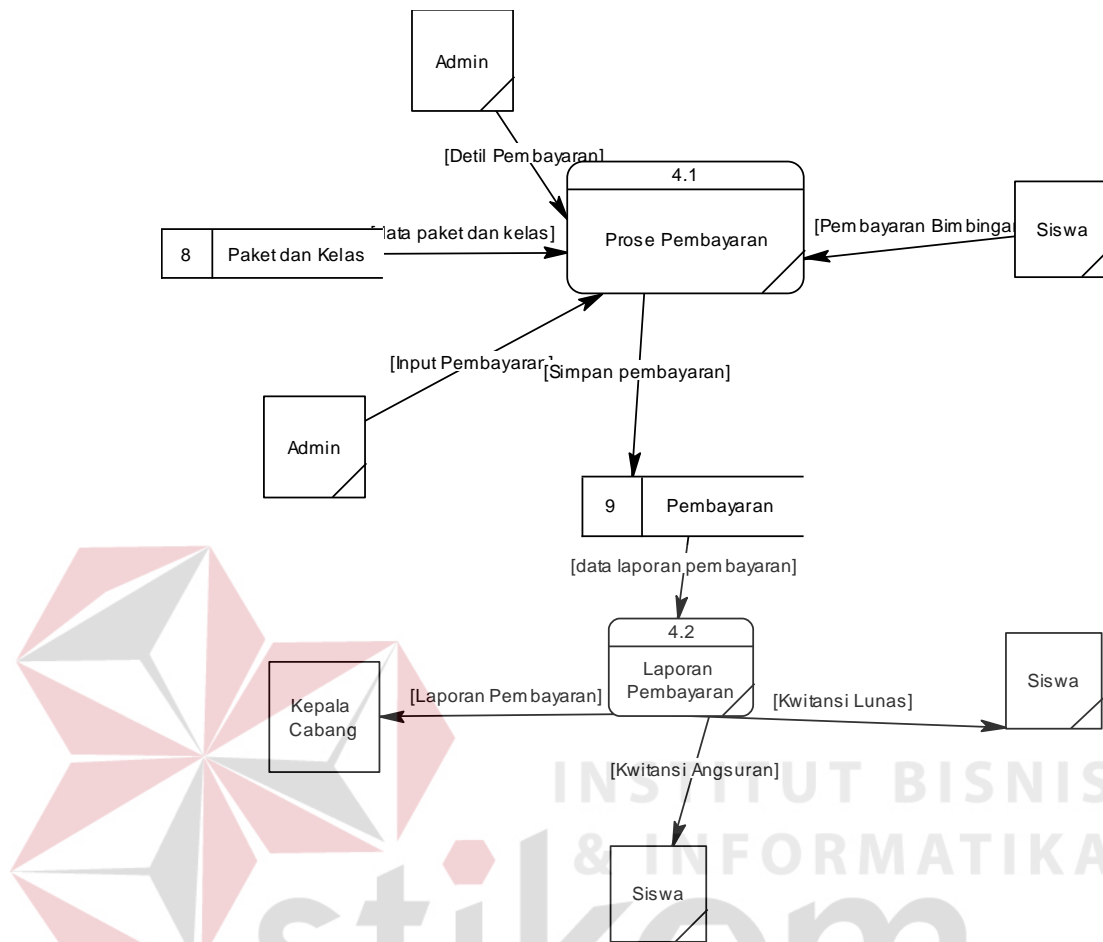 Admin
[Detil Pembayaran]
4.1
Prose Pembayaran
[Pembayaran Bimbingan
Siswa
data paket dan kelas]
8 Paket dan Kelas
[Input Pembayaran]
[Simpan pembayaran]
Admin
9 Pembayaran
[data laporan pembayaran]
4.2
Laporan
Pembayaran
[Laporan Pembayaran]
Kepala
Cabang
[Kwitansi Lunas]
Siswa
[Kwitansi Angsuran]
Siswa
INSTITUT BISNIS
& INFORMATIKA
stikom